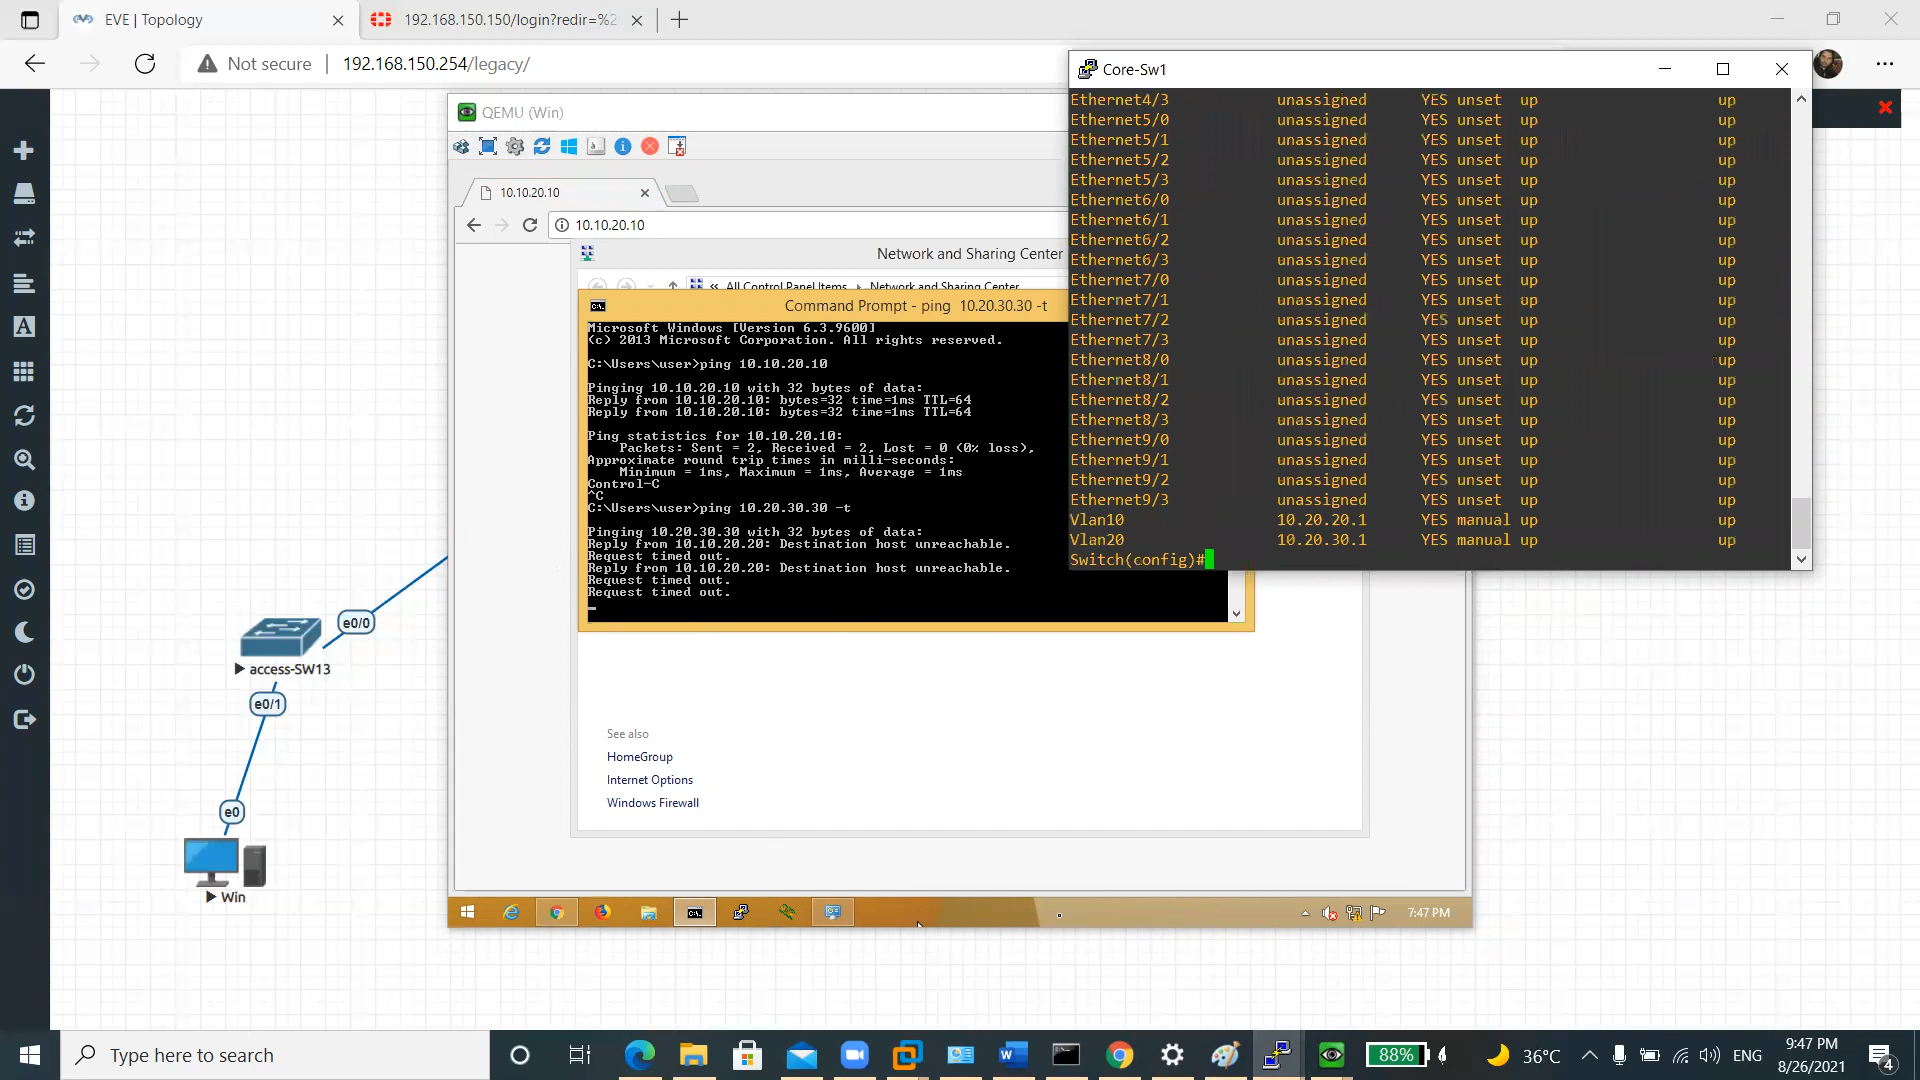 EVE | Topology
192.168.150.150/login?redir=%2
Not secure
192.168.150.254/legacy/
Core-Sw1
Ethernet4/3 unassigned YES unset up up
Ethernet5/0 unassigned YES unset up up
Ethernet5/1 unassigned YES unset up up
Ethernet5/2 unassigned YES unset up up
Ethernet5/3 unassigned YES unset up up
Ethernet6/0 unassigned YES unset up up
Ethernet6/1 unassigned YES unset up up
Ethernet6/2 unassigned YES unset up up
Ethernet6/3 unassigned YES unset up up
Ethernet7/0 unassigned YES unset up up
Ethernet7/1 unassigned YES unset up up
Ethernet7/2 unassigned YES unset up up
Ethernet7/3 unassigned YES unset up up
Ethernet8/0 unassigned YES unset up up
Ethernet8/1 unassigned YES unset up up
Ethernet8/2 unassigned YES unset up up
Ethernet8/3 unassigned YES unset up up
Ethernet9/0 unassigned YES unset up up
Ethernet9/1 unassigned YES unset up up
Ethernet9/2 unassigned YES unset up up
Ethernet9/3 unassigned YES unset up up
Vlan10 10.20.20.1 YES manual up up
Vlan20 10.20.30.1 YES manual up up
Switch(config)#
QEMU (Win)
10.10.20.10
10.10.20.10
Network and Sharing Center
« All Control Panel Items Network and Sharing Center
Command Prompt - ping 10.20.30.30 -t
Microsoft Windows [Version 6.3.9600]
(c) 2013 Microsoft Corporation. All rights reserved.
C:\Users\user>ping 10.10.20.10
Pinging 10.10.20.10 with 32 bytes of data:
Reply from 10.10.20.10: bytes=32 time=1ms TTL=64
Reply from 10.10.20.10: bytes=32 time=1ms TTL=64
Ping statistics for 10.10.20.10:
Packets: Sent = 2, Received = 2, Lost = 0 (0% loss),
Approximate round trip times in milli-seconds:
Minimum = 1ms, Maximum = 1ms, Average = 1ms
Control-C
^C
C:\Users\user>ping 10.20.30.30 -t
Pinging 10.20.30.30 with 32 bytes of data:
Reply from 10.10.20.20: Destination host unreachable.
Request timed out.
Reply from 10.10.20.20: Destination host unreachable.
Request timed out.
Request timed out.
See also
HomeGroup
Internet Options
Windows Firewall
7:47 PM
e0/0
access-SW13
e0/1
e0
Win
Type here to search
88%
36°C
ENG
9:47 PM
8/26/2021
4